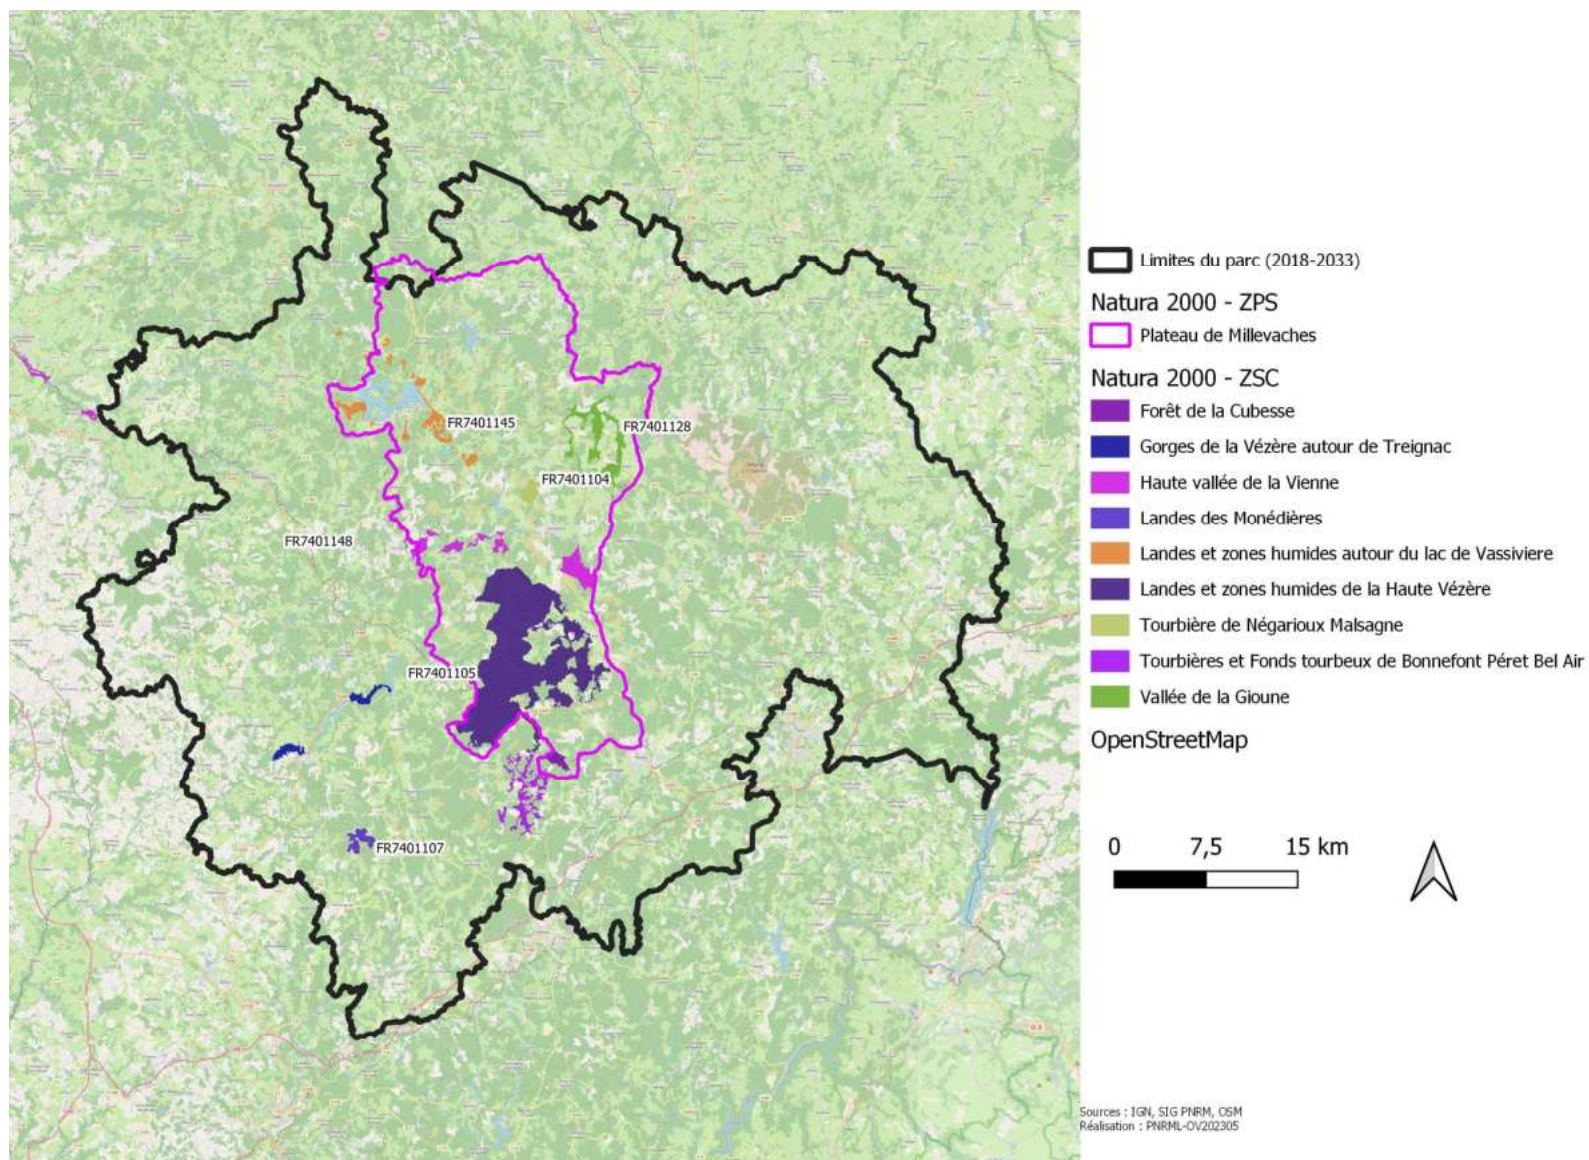 FR7401145
FR7401128
FR7401104
FR7401148
FR7401105
FR7401107
Limites du parc (2018-2033)
Natura 2000 - ZPS
Plateau de Millevaches
Natura 2000 - ZSC
Forêt de la Cubesse
Gorges de la Vézère autour de Treignac
Haute vallée de la Vienne
Landes des Monédières
Landes et zones humides autour du lac de Vassiviere
Landes et zones humides de la Haute Vézère
Tourbière de Négarioux Malsagne
Tourbières et Fonds tourbeux de Bonnefont Péret Bel Air
Vallée de la Gioune
OpenStreetMap
0 7,5 15 km
Sources : IGN, SIG PNRM, OSM
Réalisation : PNRML-OV202305